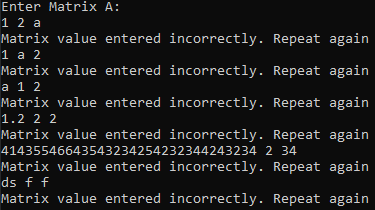 Enter Matrix A:
1 2 a
Matrix value entered incorrectly. Repeat again
1 a 2
Matrix value entered incorrectly. Repeat again
a 1 2
Matrix value entered incorrectly. Repeat again
1.2 2 2
Matrix value entered incorrectly. Repeat again
41435546643543234254232344243234 2 34
Matrix value entered incorrectly. Repeat again
ds f f
Matrix value entered incorrectly. Repeat again